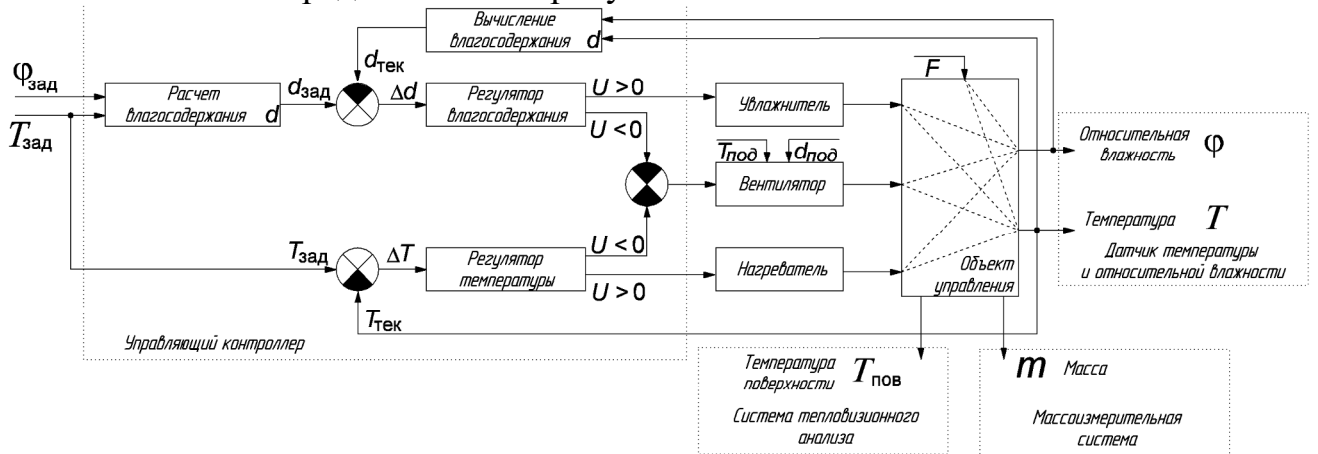 Вычисление
влагосодержания d
dтек
φзад
Tзад
Расчет
влагосодержания d
dзад
Δd
Регулятор
влагосодержания
U > 0
U < 0
Увлажнитель
Tпод
dпод
Вентилятор
F
Объект
управления
Относительная
влажность φ
Температура T
Датчик температуры
и относительной влажности
Tзад
ΔT
Регулятор
температуры
U < 0
U > 0
Нагреватель
Tтек
Управляющий контроллер
Температура
поверхности Tпов
Система тепловизионного
анализа
m Масса
Массоизмерительная
система